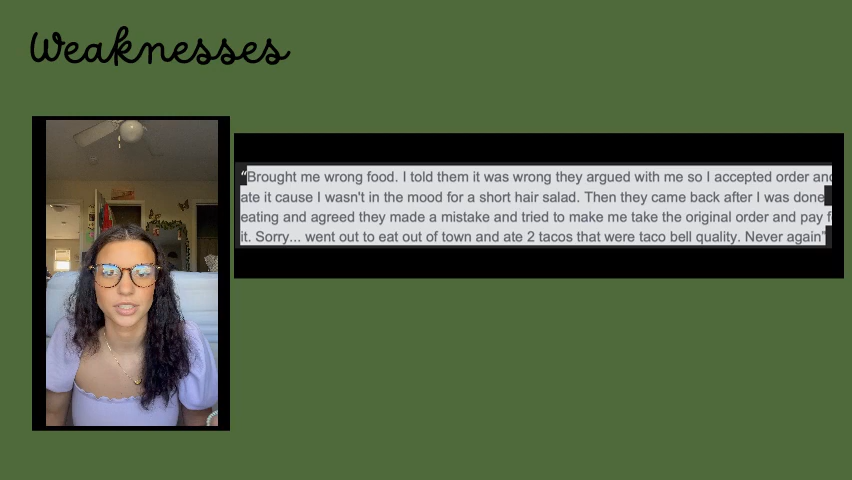 Weaknesses
“Brought me wrong food. I told them it was wrong they argued with me so I accepted order and
ate it cause I wasn't in the mood for a short hair salad. Then they came back after I was done
eating and agreed they made a mistake and tried to make me take the original order and pay
it. Sorry... went out to eat out of town and ate 2 tacos that were taco bell quality. Never again”